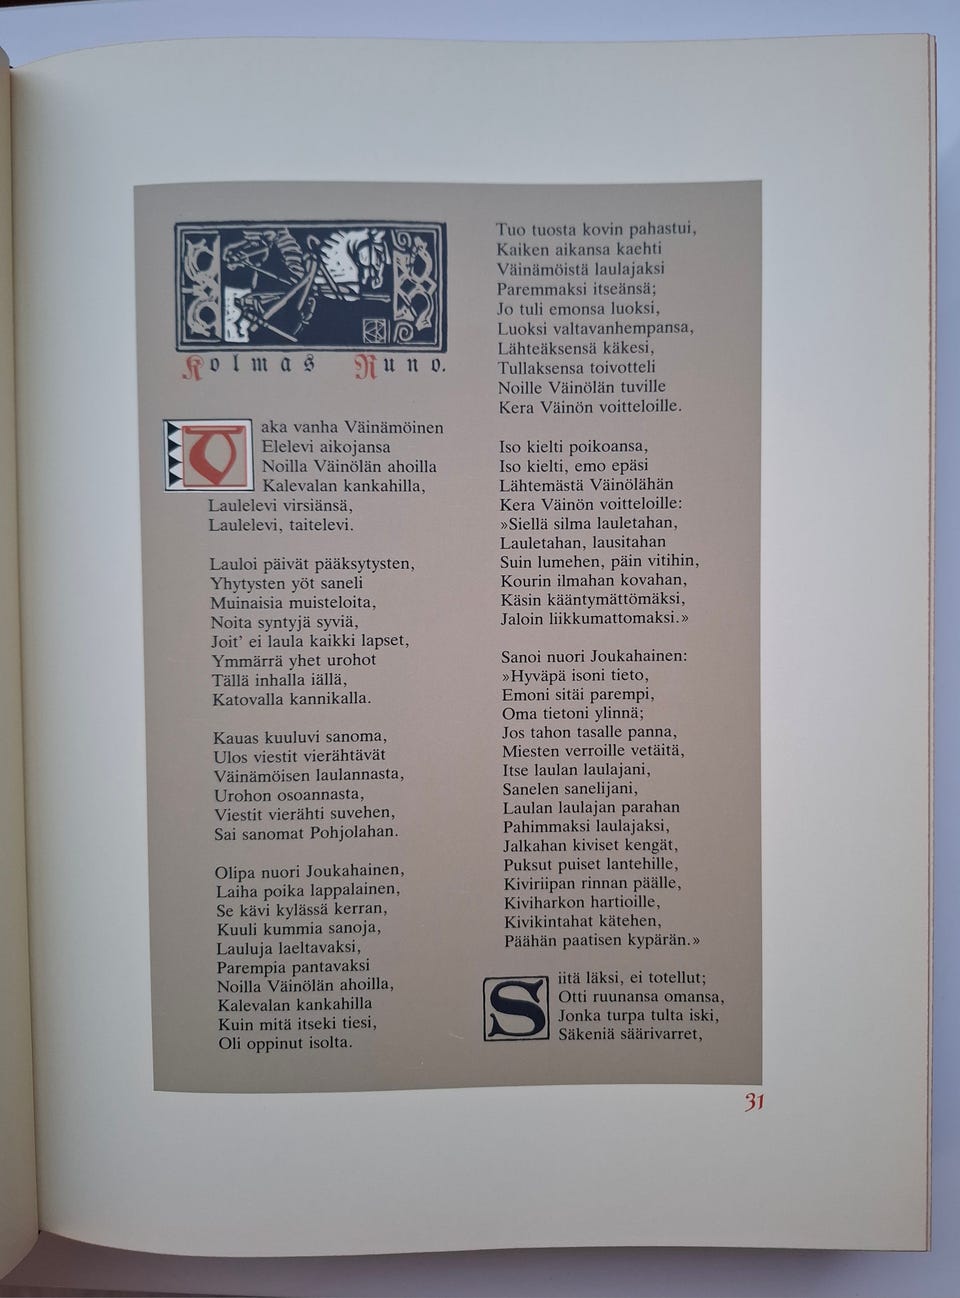 Kolmas Runo.
Vaka vanha Väinämöinen
Elelevi aikojansa
Noilla Väinölän ahoilla
Kalevalan kankahilla,
Laulelevi virsiänsä,
Laulelevi, taitelevi.
Lauloi päivät pääksytysten,
Yhytysten yöt saneli
Muinaisia muisteloita,
Noita syntyjä syviä,
Joit' ei laula kaikki lapset,
Ymmärrä yhet urohot
Tällä inhalla iällä,
Katovalla kannikalla.
Kauas kuuluvi sanoma,
Ulos viestit vierähtävät
Väinämöisen laulannasta,
Urohon osoannasta,
Viestit vierähti suvehen,
Sai sanomat Pohjolahan.
Olipa nuori Joukahainen,
Laiha poika lappalainen,
Se kävi kylässä kerran,
Kuuli kummia sanoja,
Lauluja laeltavaksi,
Parempia pantavaksi
Noilla Väinölän ahoilla,
Kalevalan kankahilla
Kuin mitä itseki tiesi,
Oli oppinut isolta.
Tuo tuosta kovin pahastui,
Kaiken aikansa kaehti
Väinämöistä laulajaksi
Paremmaksi itseänsä;
Jo tuli emonsa luoksi,
Luoksi valtavanhempansa,
Lähteäksensä käkesi,
Tullaksensa toivotteli
Noille Väinölän tuville
Kera Väinön voitteloille.
Iso kielti poikoansa,
Iso kielti, emo epäsi
Lähtemästä Väinölähän
Kera Väinön voitteloille:
»Siellä silma lauletahan,
Lauletahan, lausitahan
Suin lumehen, päin vitihin,
Kourin ilmahan kovahan,
Käsin kääntymättömäksi,
Jaloin liikkumattomaksi.»
Sanoi nuori Joukahainen:
»Hyväpä isoni tieto,
Emoni sitäi parempi,
Oma tietoni ylinnä;
Jos tahon tasalle panna,
Miesten verroille vetäitä,
Itse laulan laulajani,
Sanelen sanelijani,
Laulan laulajan parahan
Pahimmaksi laulajaksi,
Jalkahan kiviset kengät,
Puksut puiset lantehille,
Kiviriipan rinnan päälle,
Kiviharkon hartioille,
Kivikintahat kätehen,
Päähän paatisen kypärän.»
Siitä läksi, ei totellut;
Otti ruunansa omansa,
Jonka turpa tulta iski,
Säkeniä säärivarret,
31